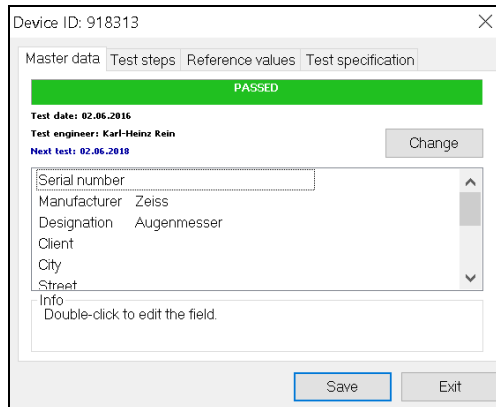 Device ID: 918313
Master data Test steps Reference values Test specification
PASSED
Test date: 02.06.2016
Test engineer: Karl-Heinz Rein
Next test: 02.06.2018
Change
Serial number
Manufacturer Zeiss
Designation Augenmesser
Client
City
Street
Info
Double-click to edit the field.
Save Exit